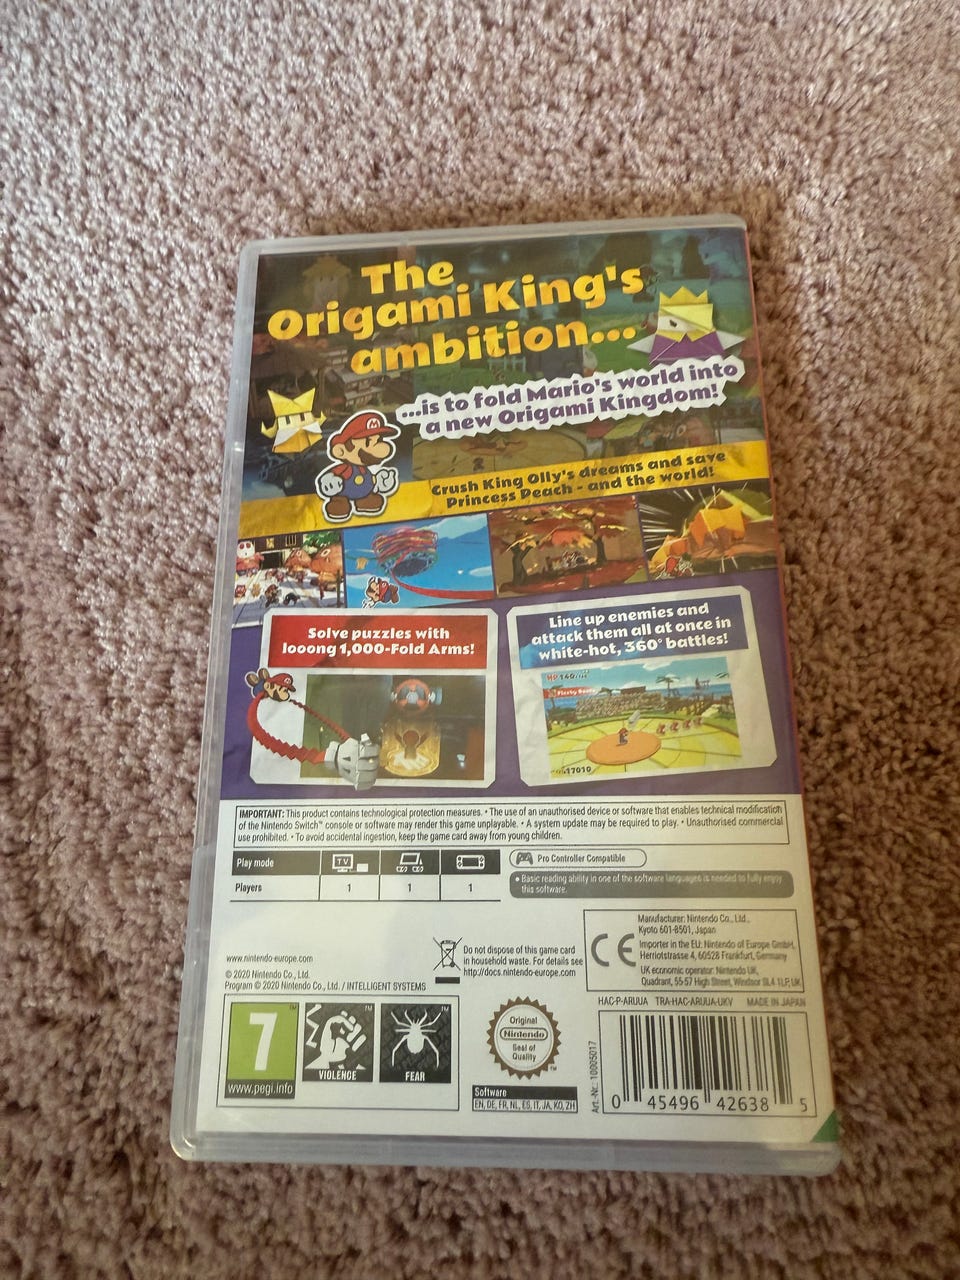 The
Origami King's
ambition...
...is to fold Mario's world into
a new Origami Kingdom!
Crush King Olly's dreams and save
Princess Peach - and the world!
Solve puzzles with
looong 1,000-Fold Arms!
Line up enemies and
attack them all at once in
white-hot, 360° battles!
HP 140
IMPORTANT: This product contains technological protection measures. • The use of an unauthorised device or software that enables technical modification
of the Nintendo Switch™ console or software may render this game unplayable. • A system update may be required to play. • Unauthorised commercial
use prohibited. • To avoid accidental ingestion, keep the game card away from young children.
Play mode TV
Players 1 1 1
Pro Controller Compatible
• Basic reading ability in one of the software languages is needed to fully enjoy
this software.
www.nintendo-europe.com
© 2020 Nintendo Co., Ltd.
Program © 2020 Nintendo Co., Ltd. / INTELLIGENT SYSTEMS
Do not dispose of this game card
in household waste. For details see
http://docs.nintendo-europe.com
CE
Manufacturer: Nintendo Co., Ltd.,
Kyoto 601-8501, Japan
Importer in the EU: Nintendo of Europe GmbH,
Herriotstrasse 4, 60528 Frankfurt, Germany
UK economic operator: Nintendo UK,
Quadrant, 55-57 High Street, Windsor SL4 1LP, UK
HAC-P-ARUUA TRA-HAC-ARUUA-UKV MADE IN JAPAN
7™
www.pegi.info
VIOLENCE
™
FEAR
™
Original
Nintendo
Seal of
Quality
™
Software
EN, DE, FR, NL, ES, IT, JA, KO, ZH
Art.-Nr.: 10005017
0 45496 42638 5